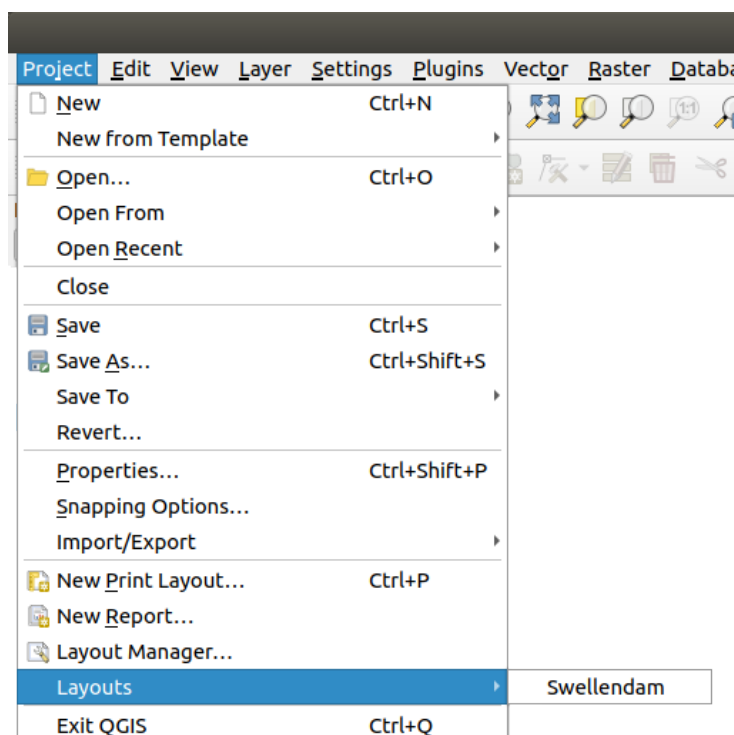 Project Edit View Layer Settings Plugins Vector Raster
New Ctrl+N
New from Template
Open... Ctrl+O
Open From
Open Recent
Close
Save Ctrl+S
Save As... Ctrl+Shift+S
Save To
Revert...
Properties... Ctrl+Shift+P
Snapping Options...
Import/Export
New Print Layout... Ctrl+P
New Report...
Layout Manager...
Layouts Swellendam
Exit QGIS Ctrl+Q